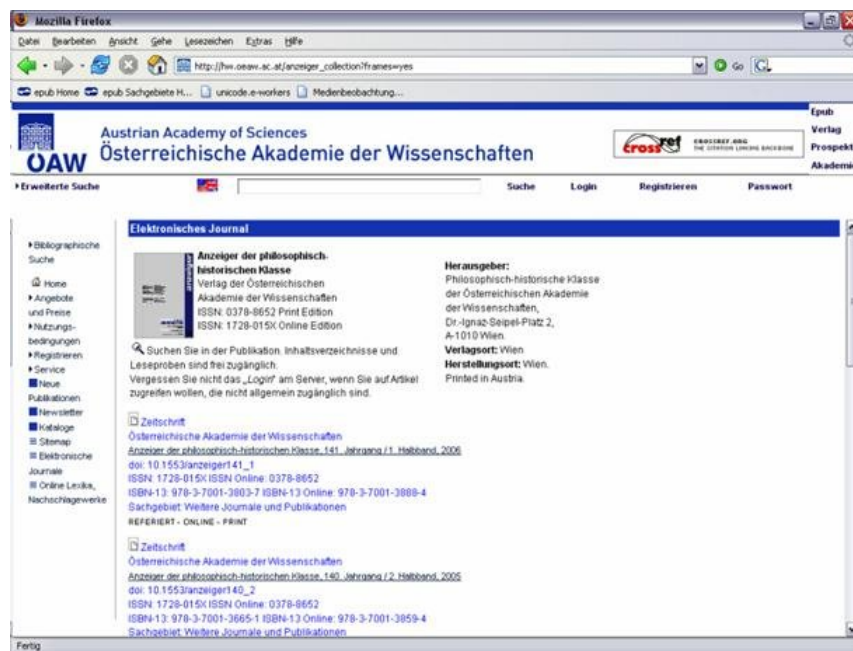 Mozilla Firefox
Datei Bearbeiten Ansicht Gehe Lesezeichen Extras Hilfe
http://hw.oeaw.ac.at/anzeiger_collection?frames=yes
Go
epub Home epub Sachgebiete H... unicode.e-workers Medienbeobachtung...
Epub
Verlag
Prospekt
Akademie
ÖAW
Austrian Academy of Sciences
Österreichische Akademie der Wissenschaften
crossref
CROSSREF.ORG
THE CITATION LINKING BACKBONE
Erweiterte Suche
Suche Login Registrieren Passwort
Bibliographische
Suche
Home
Angebote
und Preise
Nutzungs-
bedingungen
Registrieren
Service
Neue
Publikationen
Newsletter
Kataloge
Sitemap
Elektronische
Journale
Online Lexika,
Nachschlagewerke
Elektronisches Journal
Anzeiger der philosophisch-
historischen Klasse
Verlag der Österreichischen
Akademie der Wissenschaften
ISSN: 0378-8652 Print Edition
ISSN: 1728-015X Online Edition
Suchen Sie in der Publikation. Inhaltsverzeichnisse und
Leseproben sind frei zugänglich.
Vergessen Sie nicht das „Login" am Server, wenn Sie auf Artikel
zugreifen wollen, die nicht allgemein zugänglich sind.
Herausgeber:
Philosophisch-historische Klasse
der Österreichischen Akademie
der Wissenschaften,
Dr.-Ignaz-Seipel-Platz 2,
A-1010 Wien.
Verlagsort: Wien
Herstellungsort: Wien.
Printed in Austria.
Zeitschrift
Österreichische Akademie der Wissenschaften
Anzeiger der philosophisch-historischen Klasse, 141. Jahrgang / 1. Halbband, 2006
doi: 10.1553/anzeiger141_1
ISSN: 1728-015X ISSN Online: 0378-8652
ISBN-13: 978-3-7001-3803-7 ISBN-13 Online: 978-3-7001-3888-4
Sachgebiet: Weitere Journale und Publikationen
REFERIERT - ONLINE - PRINT
Zeitschrift
Österreichische Akademie der Wissenschaften
Anzeiger der philosophisch-historischen Klasse, 140. Jahrgang / 2. Halbband, 2005
doi: 10.1553/anzeiger140_2
ISSN: 1728-015X ISSN Online: 0378-8652
ISBN-13: 978-3-7001-3665-1 ISBN-13 Online: 978-3-7001-3859-4
Sachgebiet: Weitere Journale und Publikationen
Fertig